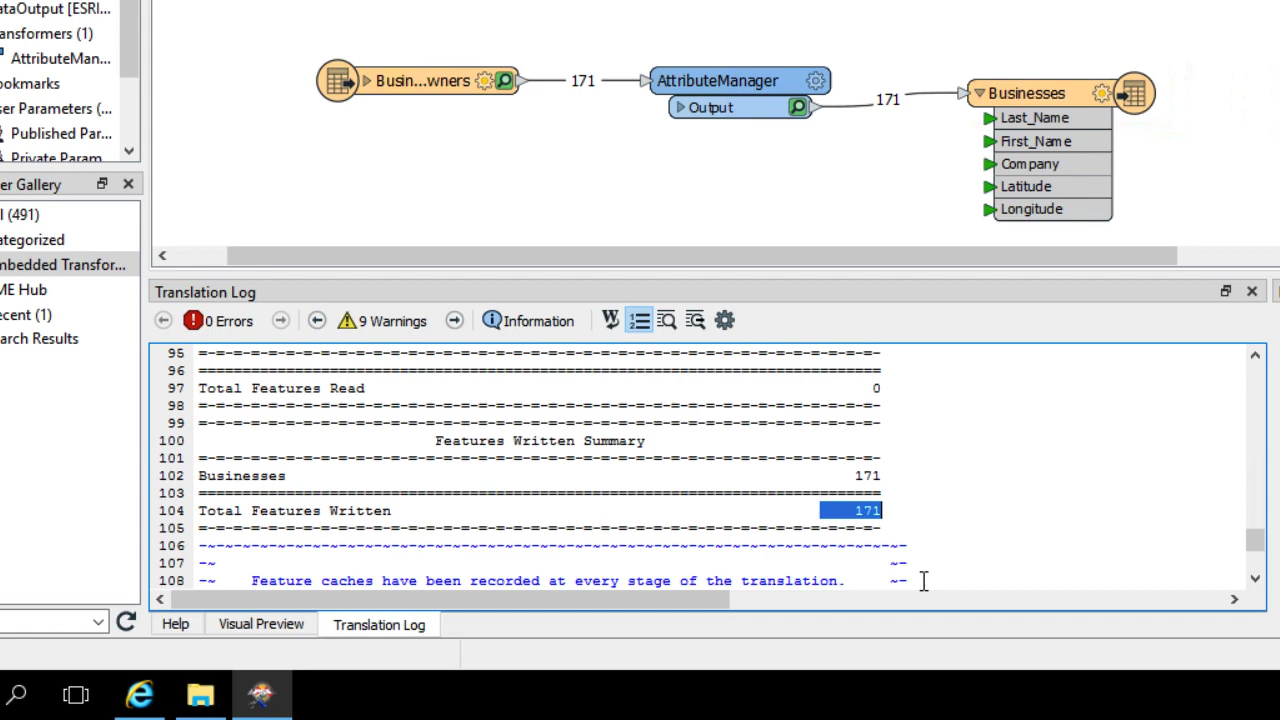 ataOutput [ESRI...
ansformers (1)
AttributeMan...
ookmarks
ser Parameters (...
Published Par...
Private Param
er Gallery
l (491)
ategorized
mbedded Transfor...
ME Hub
ecent (1)
arch Results
Busin...wners
171
AttributeManager
Output
171
Businesses
Last_Name
First_Name
Company
Latitude
Longitude
Translation Log
0 Errors
9 Warnings
Information
95 =-=-=-=-=-=-=-=-=-=-=-=-=-=-=-=-=-=-=-=-=-=-=-=-=-=-=-=-=-=-=-=-=-=-=-=-=-=-=-
96 ==============================================================================
97 Total Features Read 0
98 =-=-=-=-=-=-=-=-=-=-=-=-=-=-=-=-=-=-=-=-=-=-=-=-=-=-=-=-=-=-=-=-=-=-=-=-=-=-=-
99 =-=-=-=-=-=-=-=-=-=-=-=-=-=-=-=-=-=-=-=-=-=-=-=-=-=-=-=-=-=-=-=-=-=-=-=-=-=-=-
100 Features Written Summary
101 =-=-=-=-=-=-=-=-=-=-=-=-=-=-=-=-=-=-=-=-=-=-=-=-=-=-=-=-=-=-=-=-=-=-=-=-=-=-=-
102 Businesses 171
103 ==============================================================================
104 Total Features Written 171
105 =-=-=-=-=-=-=-=-=-=-=-=-=-=-=-=-=-=-=-=-=-=-=-=-=-=-=-=-=-=-=-=-=-=-=-=-=-=-=-
106 -~-~-~-~-~-~-~-~-~-~-~-~-~-~-~-~-~-~-~-~-~-~-~-~-~-~-~-~-~-~-~-~-~-~-~-~-~-~-~-~-
107 -~ ~-
108 -~ Feature caches have been recorded at every stage of the translation. ~-
Help
Visual Preview
Translation Log